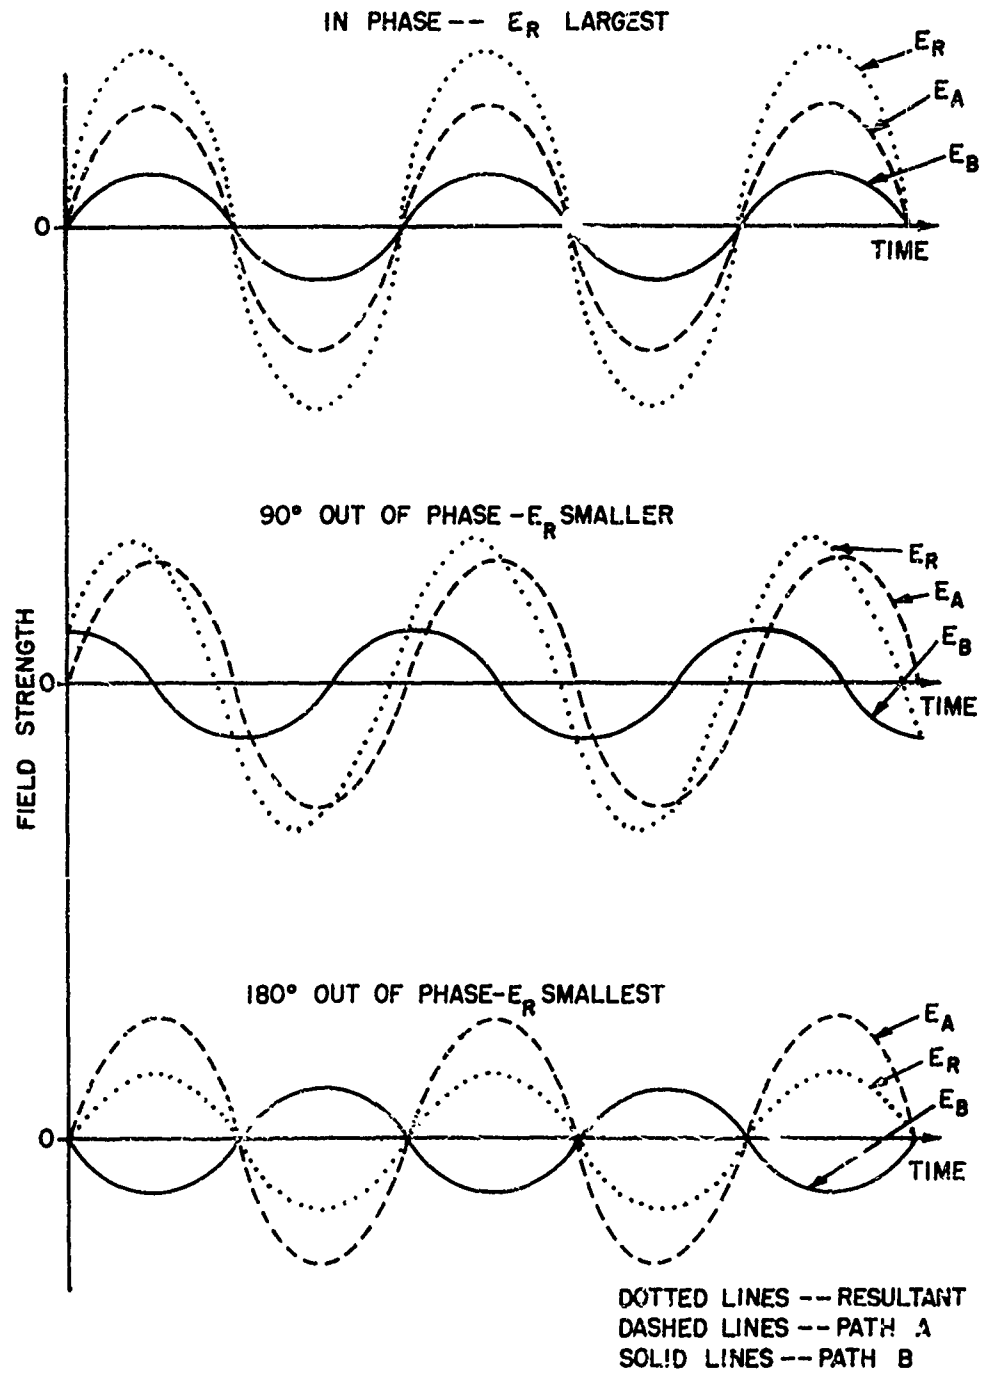 IN PHASE -- E_R LARGEST
E_R
E_A
E_B
0
TIME
90° OUT OF PHASE - E_R SMALLER
E_R
E_A
E_B
0
TIME
FIELD STRENGTH
180° OUT OF PHASE - E_R SMALLEST
E_A
E_R
E_B
0
TIME
DOTTED LINES -- RESULTANT
DASHED LINES -- PATH A
SOLID LINES -- PATH B